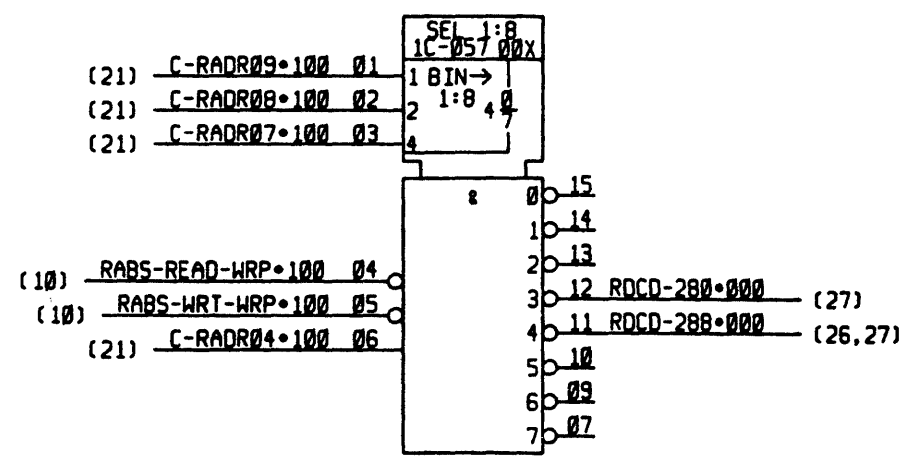 SEL 1:8
1C-057 00X
(21) C-RADR09•100 01 1 BIN→
(21) C-RADR08•100 02 2 1:8 4 0
7
(21) C-RADR07•100 03 4
& 0 15
1 14
2 13
(10) RABS-READ-WRP•100 04
3 12 RDCD-280•000 (27)
(10) RABS-WRT-WRP•100 05
4 11 RDCD-288•000 (26,27)
(21) C-RADR04•100 06
5 10
6 09
7 07